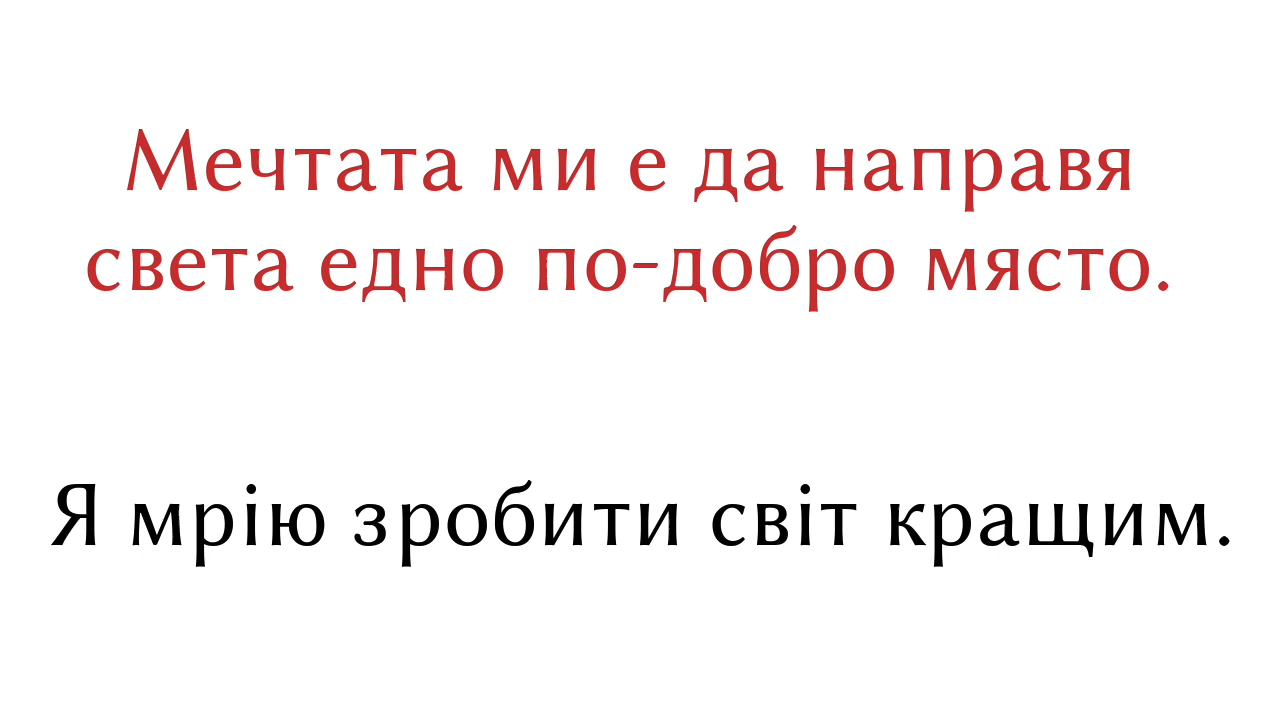 Мечтата ми е да направя
света едно по-добро място.
Я мрію зробити світ кращим.